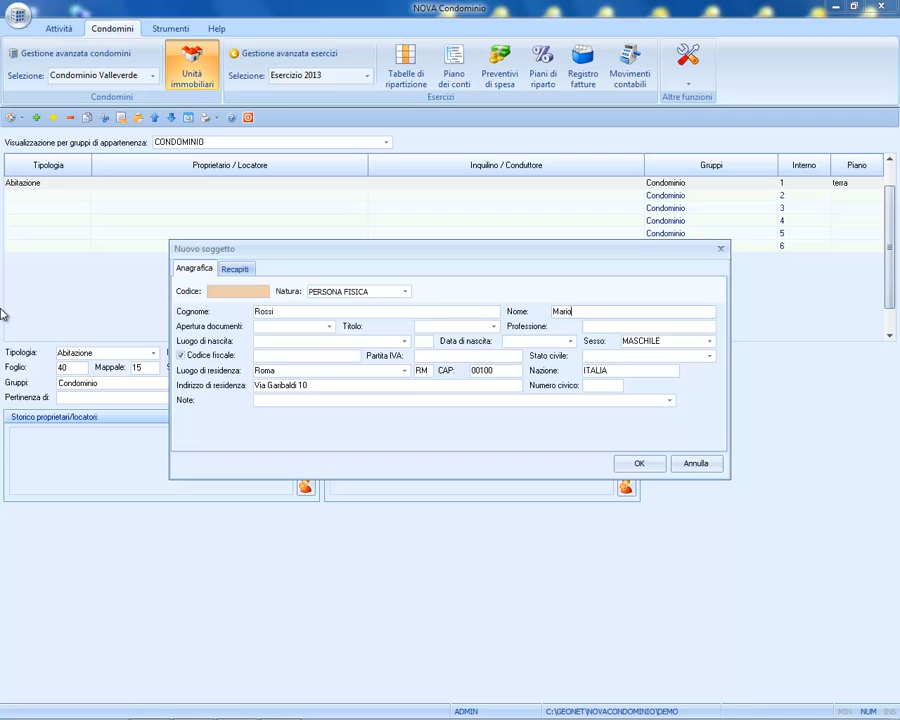 NOVA Condominio
Attività Condomini Strumenti Help
Gestione avanzata condomini
Selezione: Condominio Valleverde
Unità immobiliari
Condomini
Gestione avanzata esercizi
Selezione: Esercizio 2013
Tabelle di ripartizione
Piano dei conti
Preventivi di spesa
Piani di riparto
Registro fatture
Movimenti contabili
Esercizi
Altre funzioni
Visualizzazione per gruppi di appartenenza: CONDOMINIO
Tipologia Proprietario / Locatore Inquilino / Conduttore Gruppi Interno Piano
Abitazione Condominio 1 terra
Condominio 2
Condominio 3
Condominio 4
Condominio 5
6
Nuovo soggetto
Anagrafica Recapiti
Codice: Natura: PERSONA FISICA
Cognome: Rossi Nome: Mario
Apertura documenti: Titolo: Professione:
Luogo di nascita: Data di nascita: Sesso: MASCHILE
Codice fiscale: Partita IVA: Stato civile:
Luogo di residenza: Roma RM CAP: 00100 Nazione: ITALIA
Indirizzo di residenza: Via Garibaldi 10 Numero civico:
Note:
OK Annulla
Tipologia: Abitazione
Foglio: 40 Mappale: 15
Gruppi: Condominio
Pertinenza di:
Storico proprietari/locatori:
ADMIN C:\GEONET\NOVACONDOMINIO\DEMO MIN NUM INS